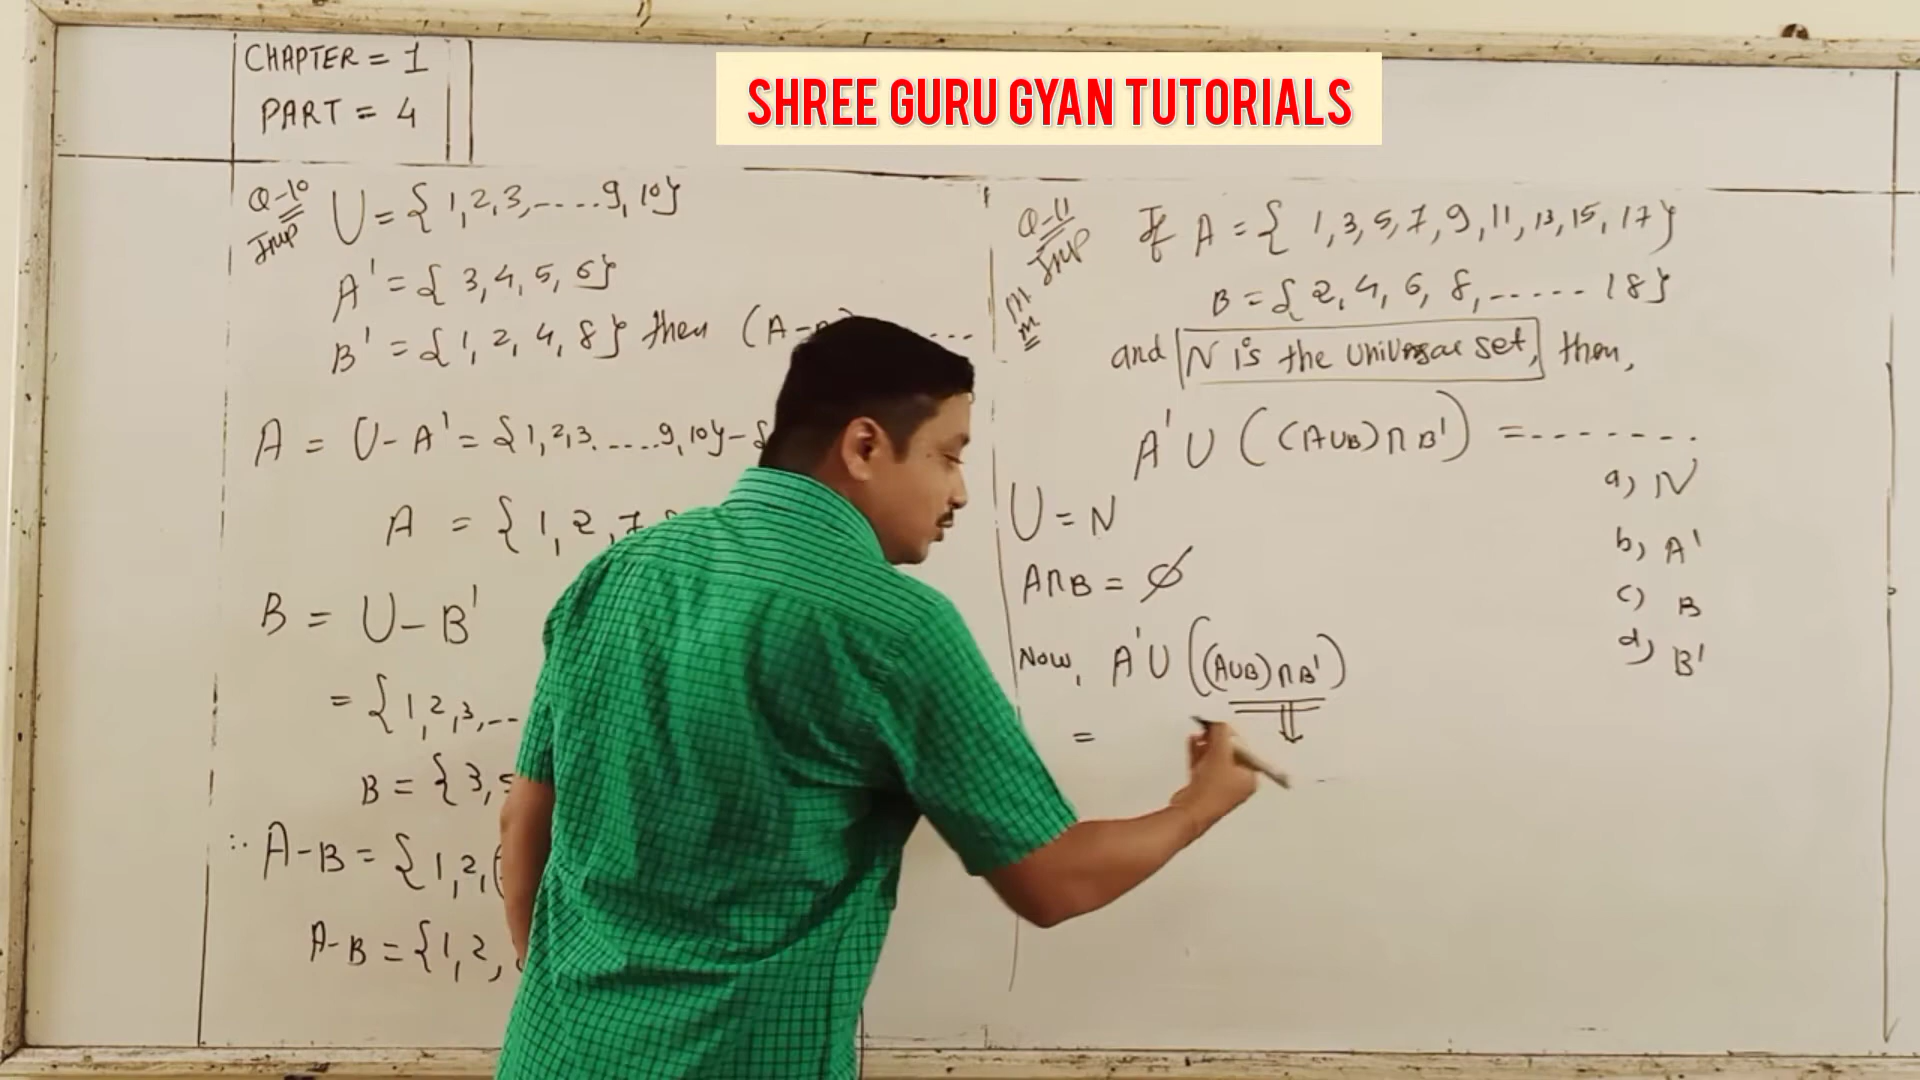 CHAPTER = 1
PART = 4
SHREE GURU GYAN TUTORIALS
Q-10
Imp
U = { 1, 2, 3, ..... 9, 10}
A' = { 3, 4, 5, 6}
B' = { 1, 2, 4, 8} then (A-
A = U - A' = { 1, 2, 3. ..... 9, 10} - {
A = { 1, 2, 7,
B = U - B'
= { 1, 2, 3, ...
B = { 3, 5
∴ A-B = { 1, 2,
A-B = { 1, 2,
Q-11
Imp
If A = { 1, 3, 5, 7, 9, 11, 13, 15, 17}
B = { 2, 4, 6, 8, ...... 18}
and N is the Universal set, then,
A' U ( (AUB) ∩ B' ) = ........
a) N
b) A'
c) B
d) B'
U = N
A∩B = ϕ
Now, A' U ((AUB) ∩ B')
=